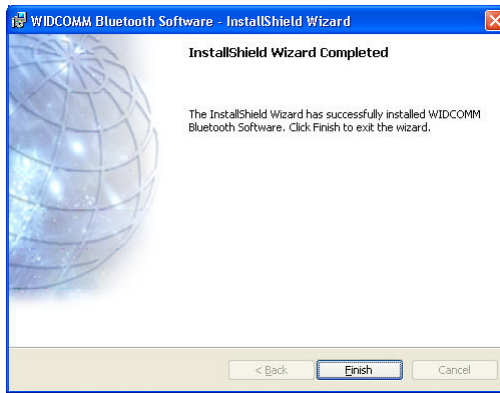 WIDCOMM Bluetooth Software - InstallShield Wizard
InstallShield Wizard Completed
The InstallShield Wizard has successfully installed WIDCOMM
Bluetooth Software. Click Finish to exit the wizard.
< Back Finish Cancel